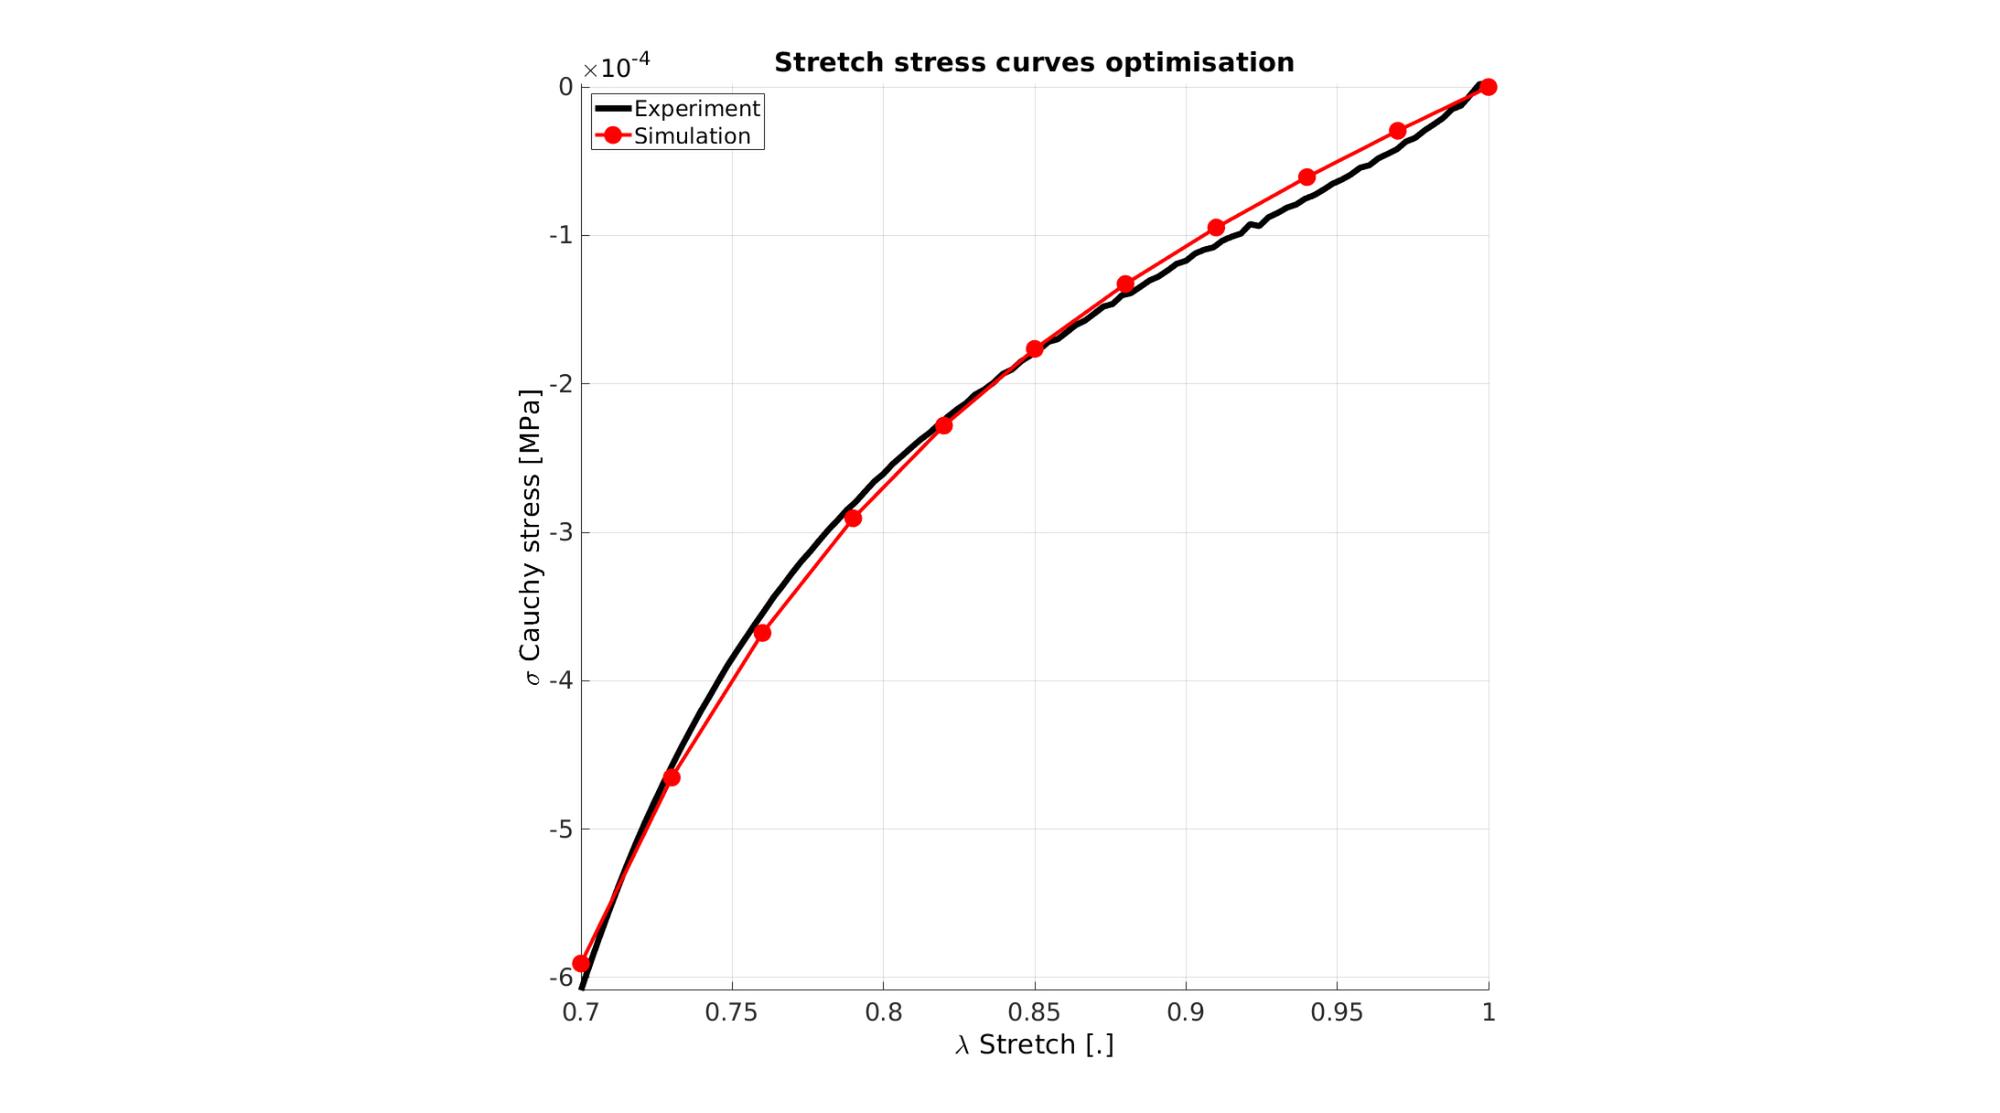 Stretch stress curves optimisation
×10-4
Experiment
Simulation
0
-1
-2
-3
-4
-5
-6
σ Cauchy stress [MPa]
0.7 0.75 0.8 0.85 0.9 0.95 1
λ Stretch [.]